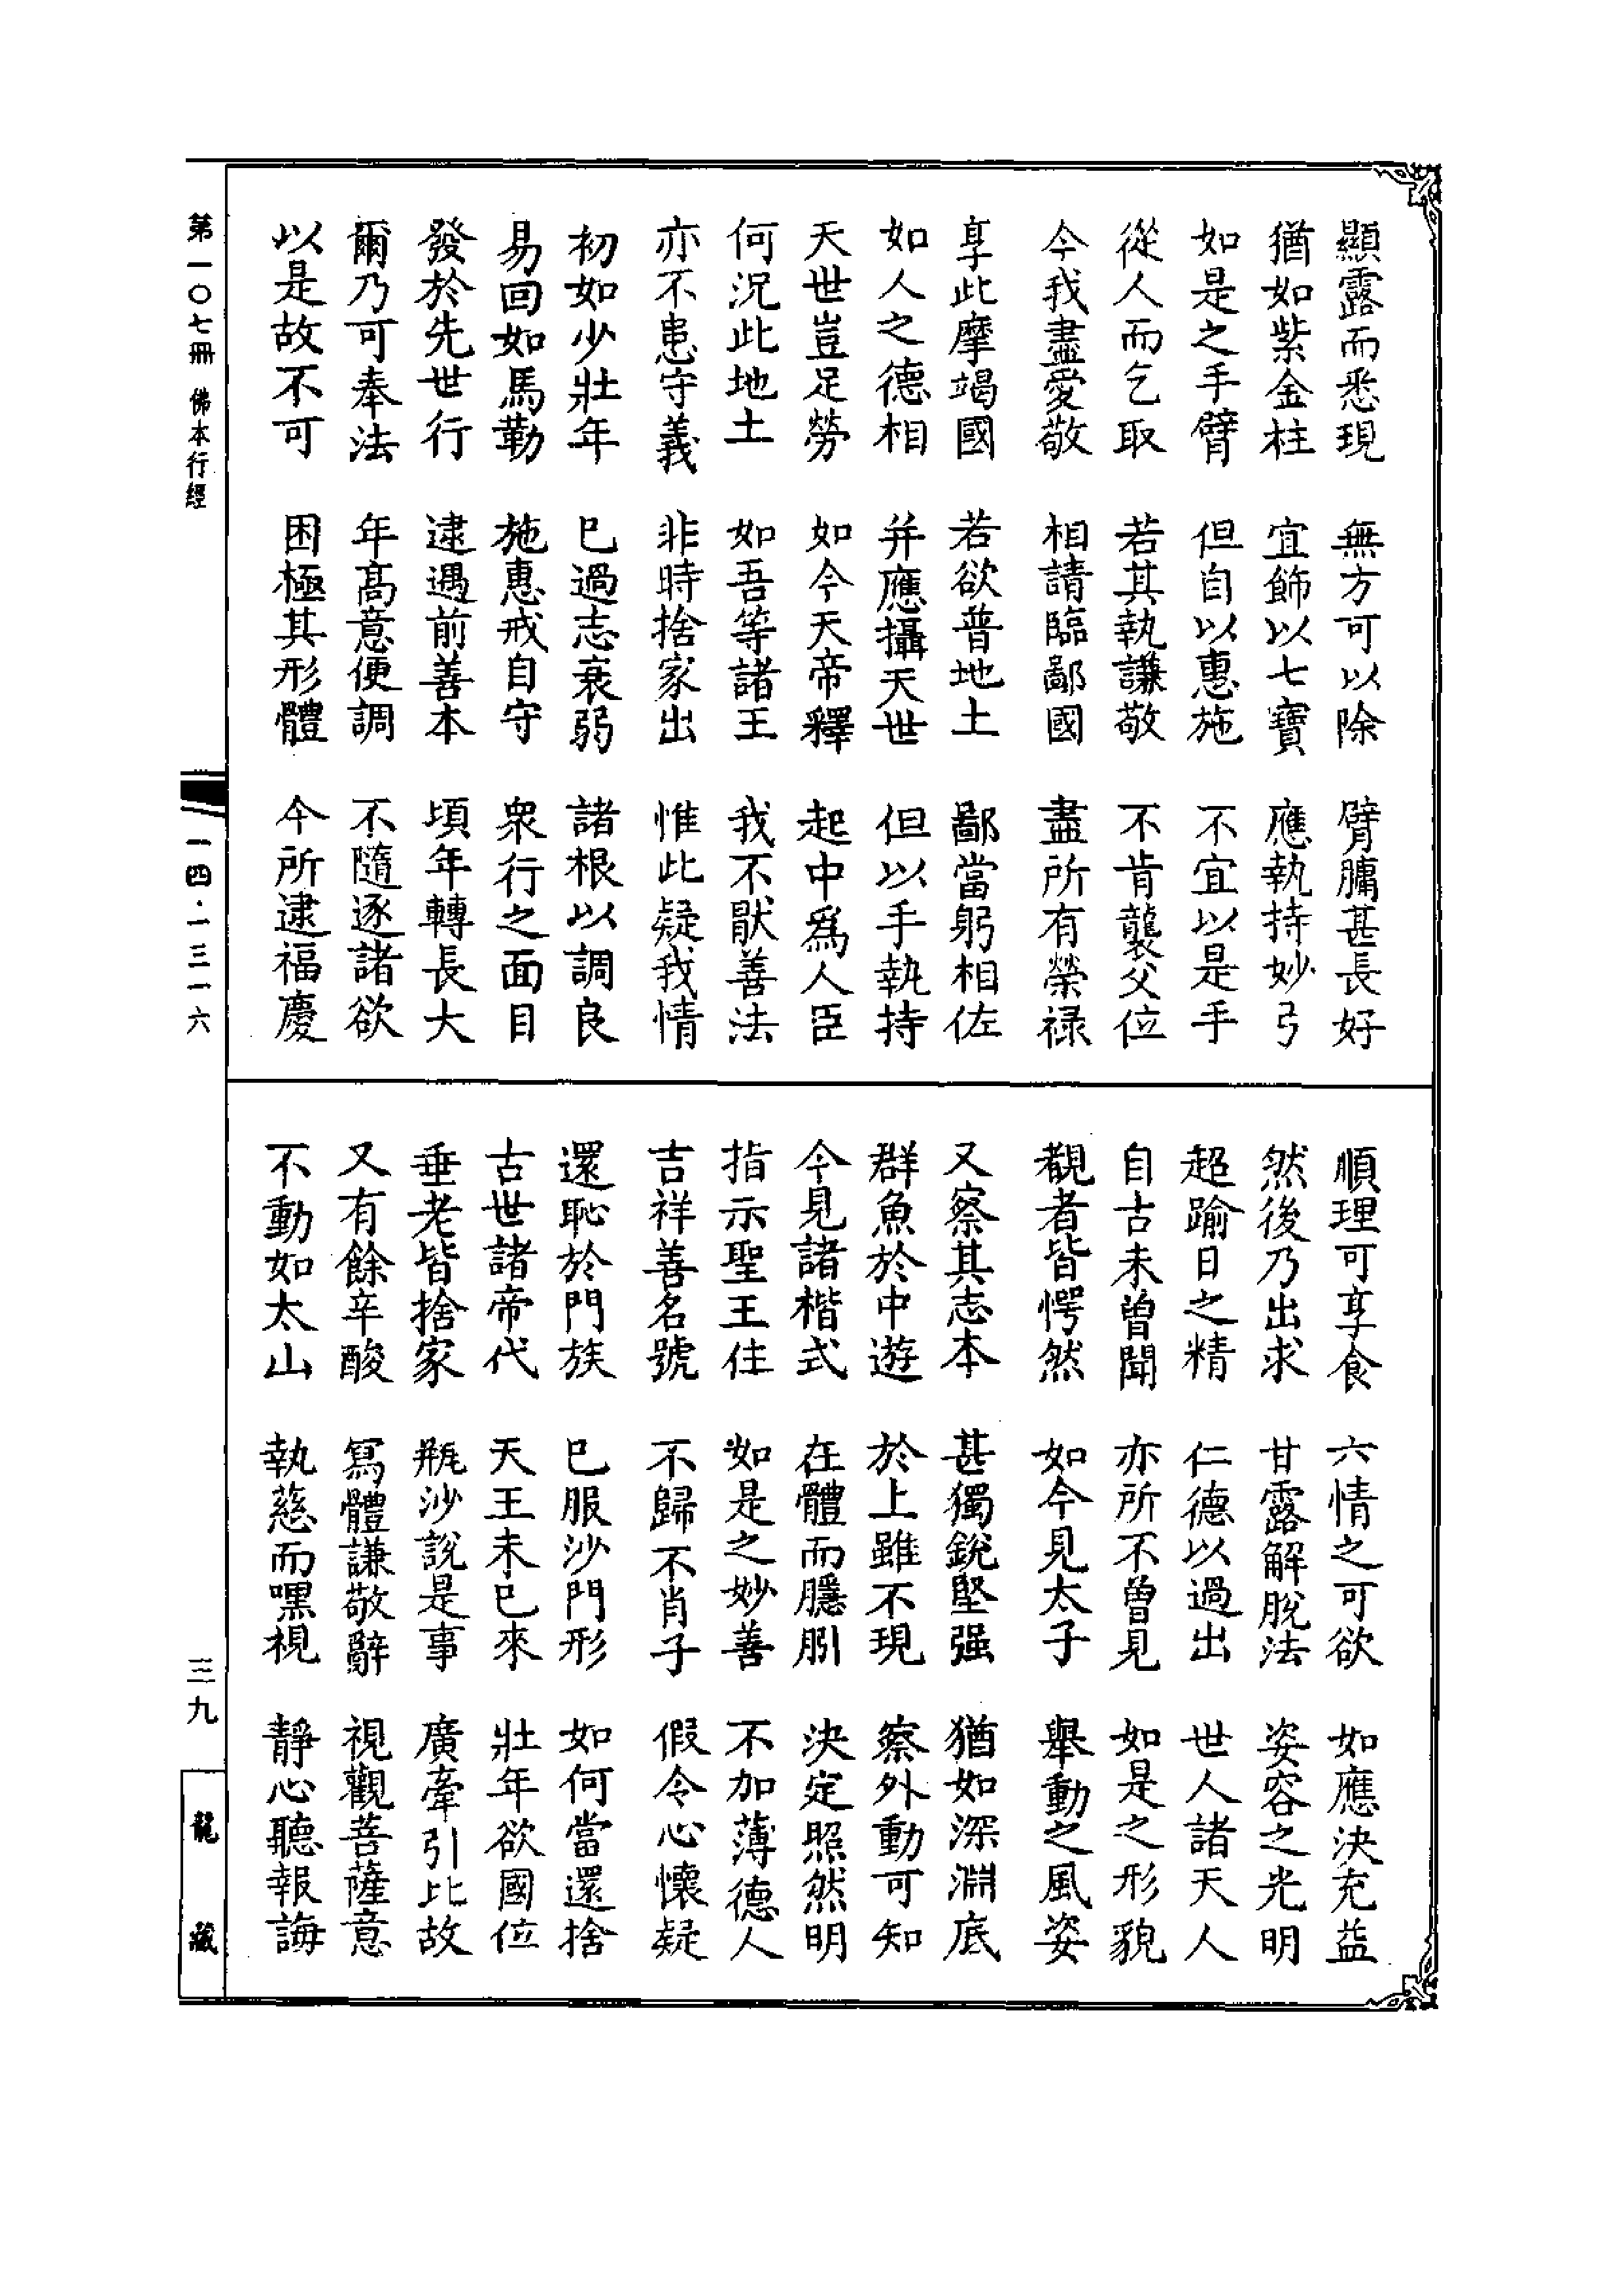 顯露而悉現　無方可以除　臂𦟛甚長好
猶如紫金柱　宜飾以七寶　應執持妙弓
如是之手臂　但自以惠施　不宜以是手
從人而乞取　若其執謙敬　不肯襲父位
今我盡愛敬　相請臨鄙國　盡所有榮禄
享此摩竭國　若欲普地土　鄙當躬相佐
如人之德相　并應攝天世　但以手執持
天世豈足勞　如今天帝釋　起中爲人臣
何況此地土　如吾等諸王　我不猒善法
亦不恚守義　非時捨家出　惟此疑我情
初如少壯年　巳過志衰弱　諸根以調良
易回如馬勒　施惠戒自守　衆行之面目
發於先世行　逮遇前善本　頃年轉長大
爾乃可奉法　年高意便調　不隨逐諸欲
以是故不可　困極其形體　今所逮福慶
順理可享食　六情之可欲　如應決充益
然後乃出求　甘露解脫法　姿容之光明
超踰日之精　仁德以過出　世人諸天人
自古未曾聞　亦所不曾見　如是之形貌
覩者皆愕然　如今見太子　舉動之風姿
又察其志本　甚獨銳堅强　猶如深淵底
群魚於中遊　於上雖不現　察外動可知
今見諸楷式　在體而隱朋　決定照然明
指示聖王住　如是之妙善　不加薄德人
吉祥善名號　不歸不肖子　假令心懷疑
還恥於門族　巳服沙門形　如何當還捨
古世諸帝代　天王未巳來　壯年欲國位
垂老皆捨家　缾沙說是事　廣牽引比故
又有餘辛酸　寫體謙敬辭　視觀菩薩意
不動如太山　執慈而嘿視　靜心聽報誨
第一〇七冊　佛本行經
一四·一三一六
三九
龍藏